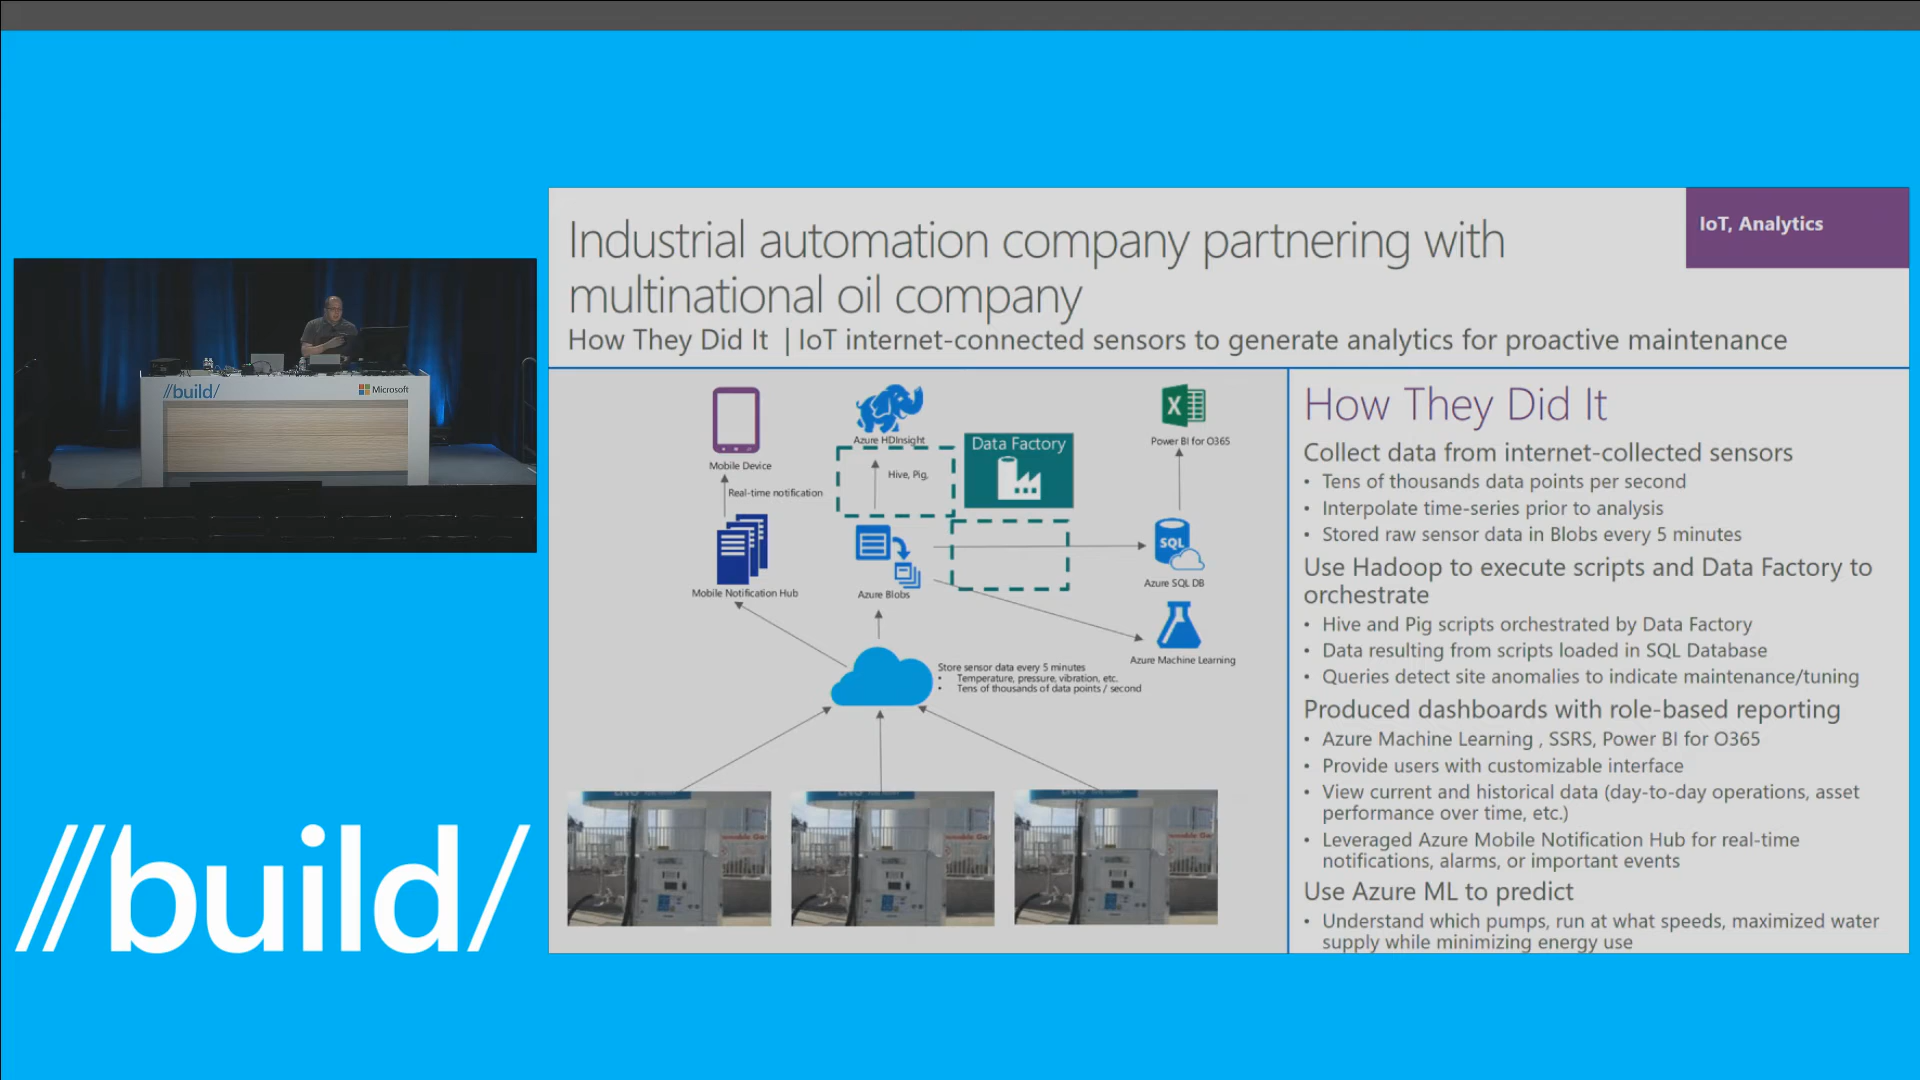 Industrial automation company partnering with
multinational oil company
How They Did It | IoT internet-connected sensors to generate analytics for proactive maintenance
IoT, Analytics
//build/
Microsoft
Mobile Device
Real-time notification
Mobile Notification Hub
Azure HDInsight
Hive, Pig,
Data Factory
Azure Blobs
Power BI for O365
X
SQL
Azure SQL DB
Azure Machine Learning
Store sensor data every 5 minutes
• Temperature, pressure, vibration, etc.
• Tens of thousands of data points / second
How They Did It
Collect data from internet-collected sensors
• Tens of thousands data points per second
• Interpolate time-series prior to analysis
• Stored raw sensor data in Blobs every 5 minutes
Use Hadoop to execute scripts and Data Factory to
orchestrate
• Hive and Pig scripts orchestrated by Data Factory
• Data resulting from scripts loaded in SQL Database
• Queries detect site anomalies to indicate maintenance/tuning
Produced dashboards with role-based reporting
• Azure Machine Learning , SSRS, Power BI for O365
• Provide users with customizable interface
• View current and historical data (day-to-day operations, asset
performance over time, etc.)
• Leveraged Azure Mobile Notification Hub for real-time
notifications, alarms, or important events
Use Azure ML to predict
• Understand which pumps, run at what speeds, maximized water
supply while minimizing energy use
//build/